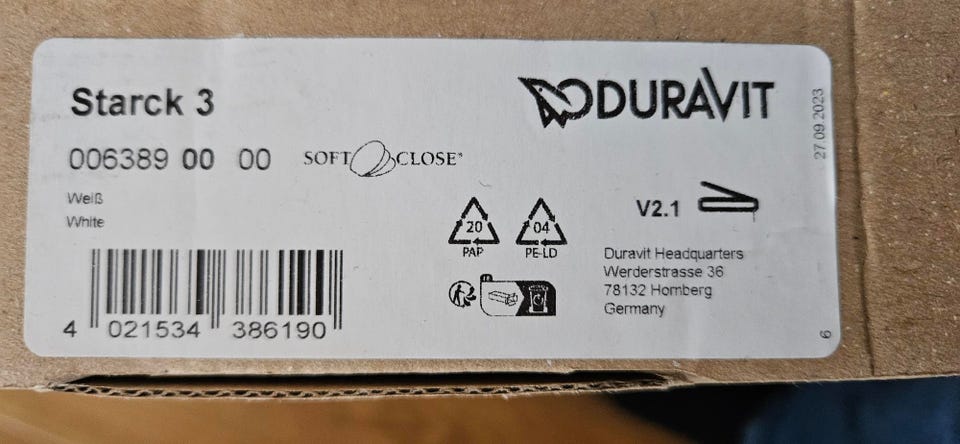 Starck 3
DURAVIT
27.09.2023
006389 00 00
SOFT CLOSE®
Weiß
White
20
PAP
04
PE-LD
V2.1
Duravit Headquarters
Werderstrasse 36
78132 Hornberg
Germany
4 021534 386190
6